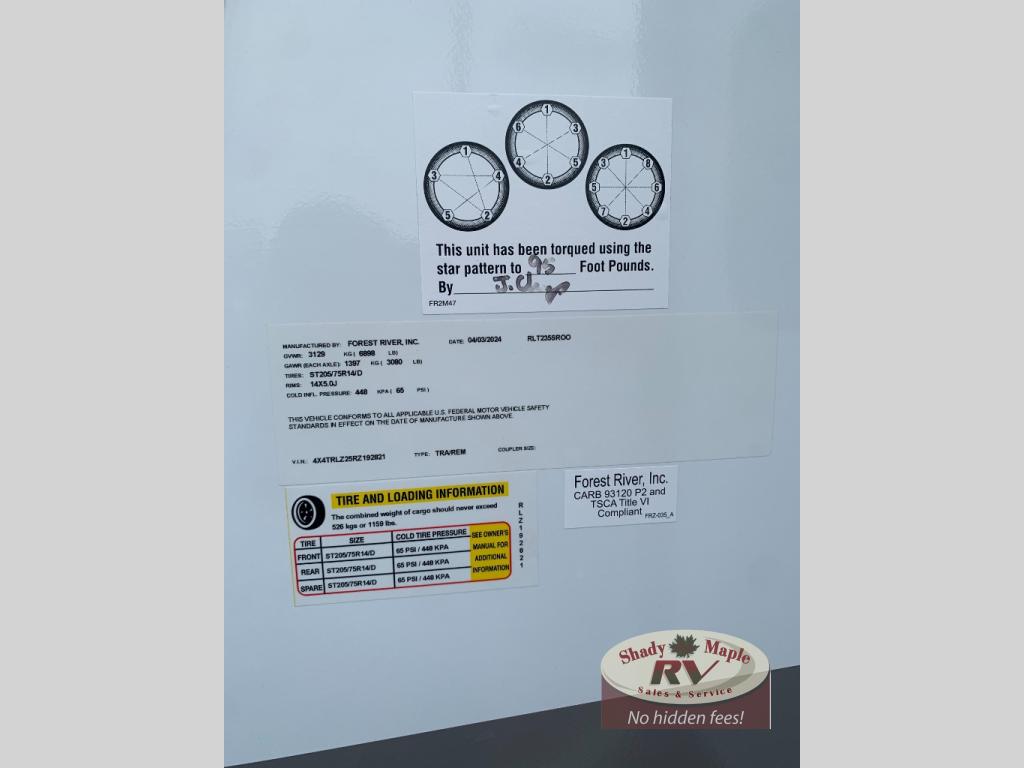 This unit has been torqued using the
star pattern to 95 Foot Pounds.
By
FR2M47
MANUFACTURED BY: FOREST RIVER, INC. DATE: 04/03/2024 RLT235SROO
GVWR: 3129 KG ( 6898 LB)
GAWR (EACH AXLE): 1397 KG ( 3080 LB)
TIRES: ST205/75R14/D
RIMS: 14X5.0J
COLD INFL. PRESSURE: 448 KPA ( 65 PSI )
THIS VEHICLE CONFORMS TO ALL APPLICABLE U.S. FEDERAL MOTOR VEHICLE SAFETY
STANDARDS IN EFFECT ON THE DATE OF MANUFACTURE SHOWN ABOVE.
V.I.N.: 4X4TRLZ25RZ192821 TYPE: TRA/REM COUPLER SIZE:
TIRE AND LOADING INFORMATION
The combined weight of cargo should never exceed
526 kgs or 1159 lbs.
TIRE SIZE COLD TIRE PRESSURE
FRONT ST205/75R14/D 65 PSI / 448 KPA
REAR ST205/75R14/D 65 PSI / 448 KPA
SPARE ST205/75R14/D 65 PSI / 448 KPA
SEE OWNER'S
MANUAL FOR
ADDITIONAL
INFORMATION
RLZ192821
Forest River, Inc.
CARB 93120 P2 and
TSCA Title VI
Compliant FRZ-035_A
Shady Maple
RV
Sales & Service
No hidden fees!